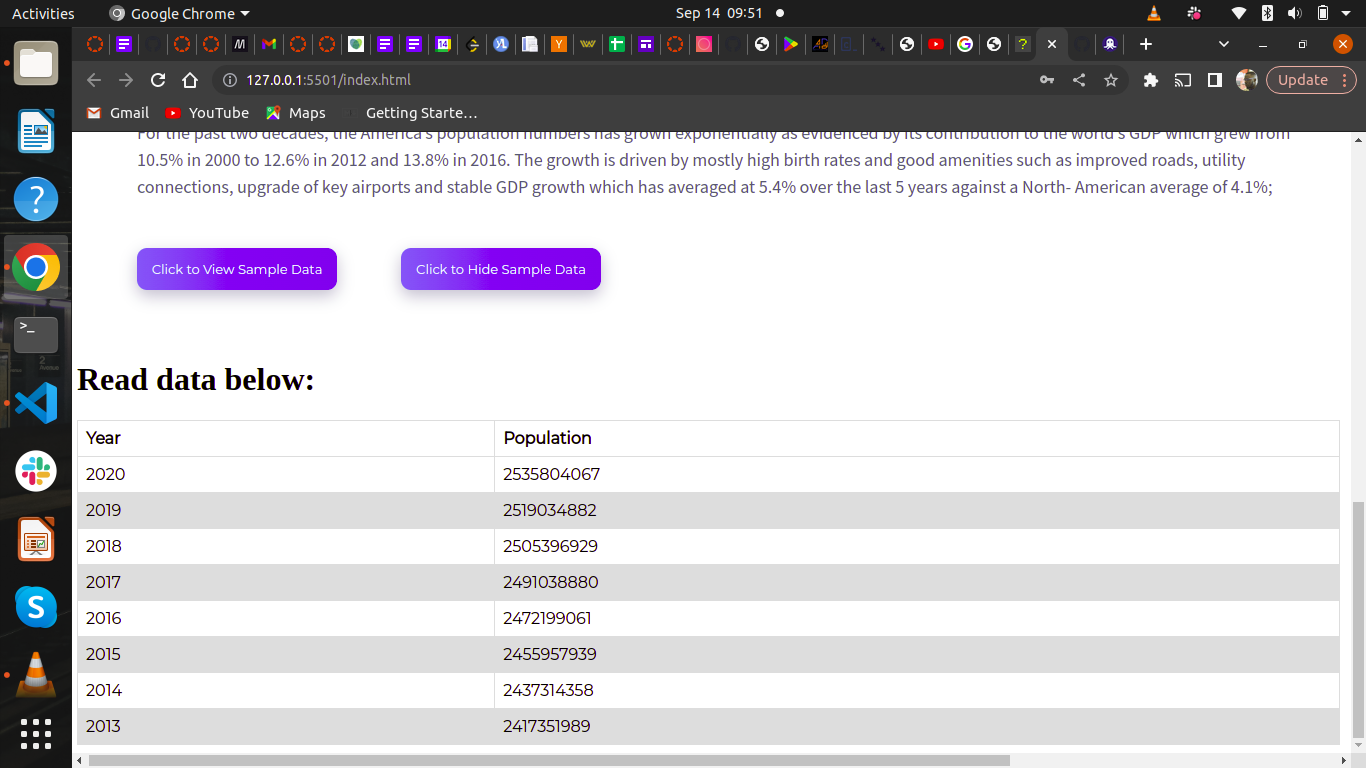 Activities
Google Chrome
Sep 14 09:51
127.0.0.1:5501/index.html
Update
Gmail
YouTube
Maps
Getting Starte…
For the past two decades, the America's population numbers has grown exponentially as evidenced by its contribution to the world's GDP which grew from
10.5% in 2000 to 12.6% in 2012 and 13.8% in 2016. The growth is driven by mostly high birth rates and good amenities such as improved roads, utility
connections, upgrade of key airports and stable GDP growth which has averaged at 5.4% over the last 5 years against a North- American average of 4.1%;
Click to View Sample Data
Click to Hide Sample Data
Read data below:
Year Population
2020 2535804067
2019 2519034882
2018 2505396929
2017 2491038880
2016 2472199061
2015 2455957939
2014 2437314358
2013 2417351989